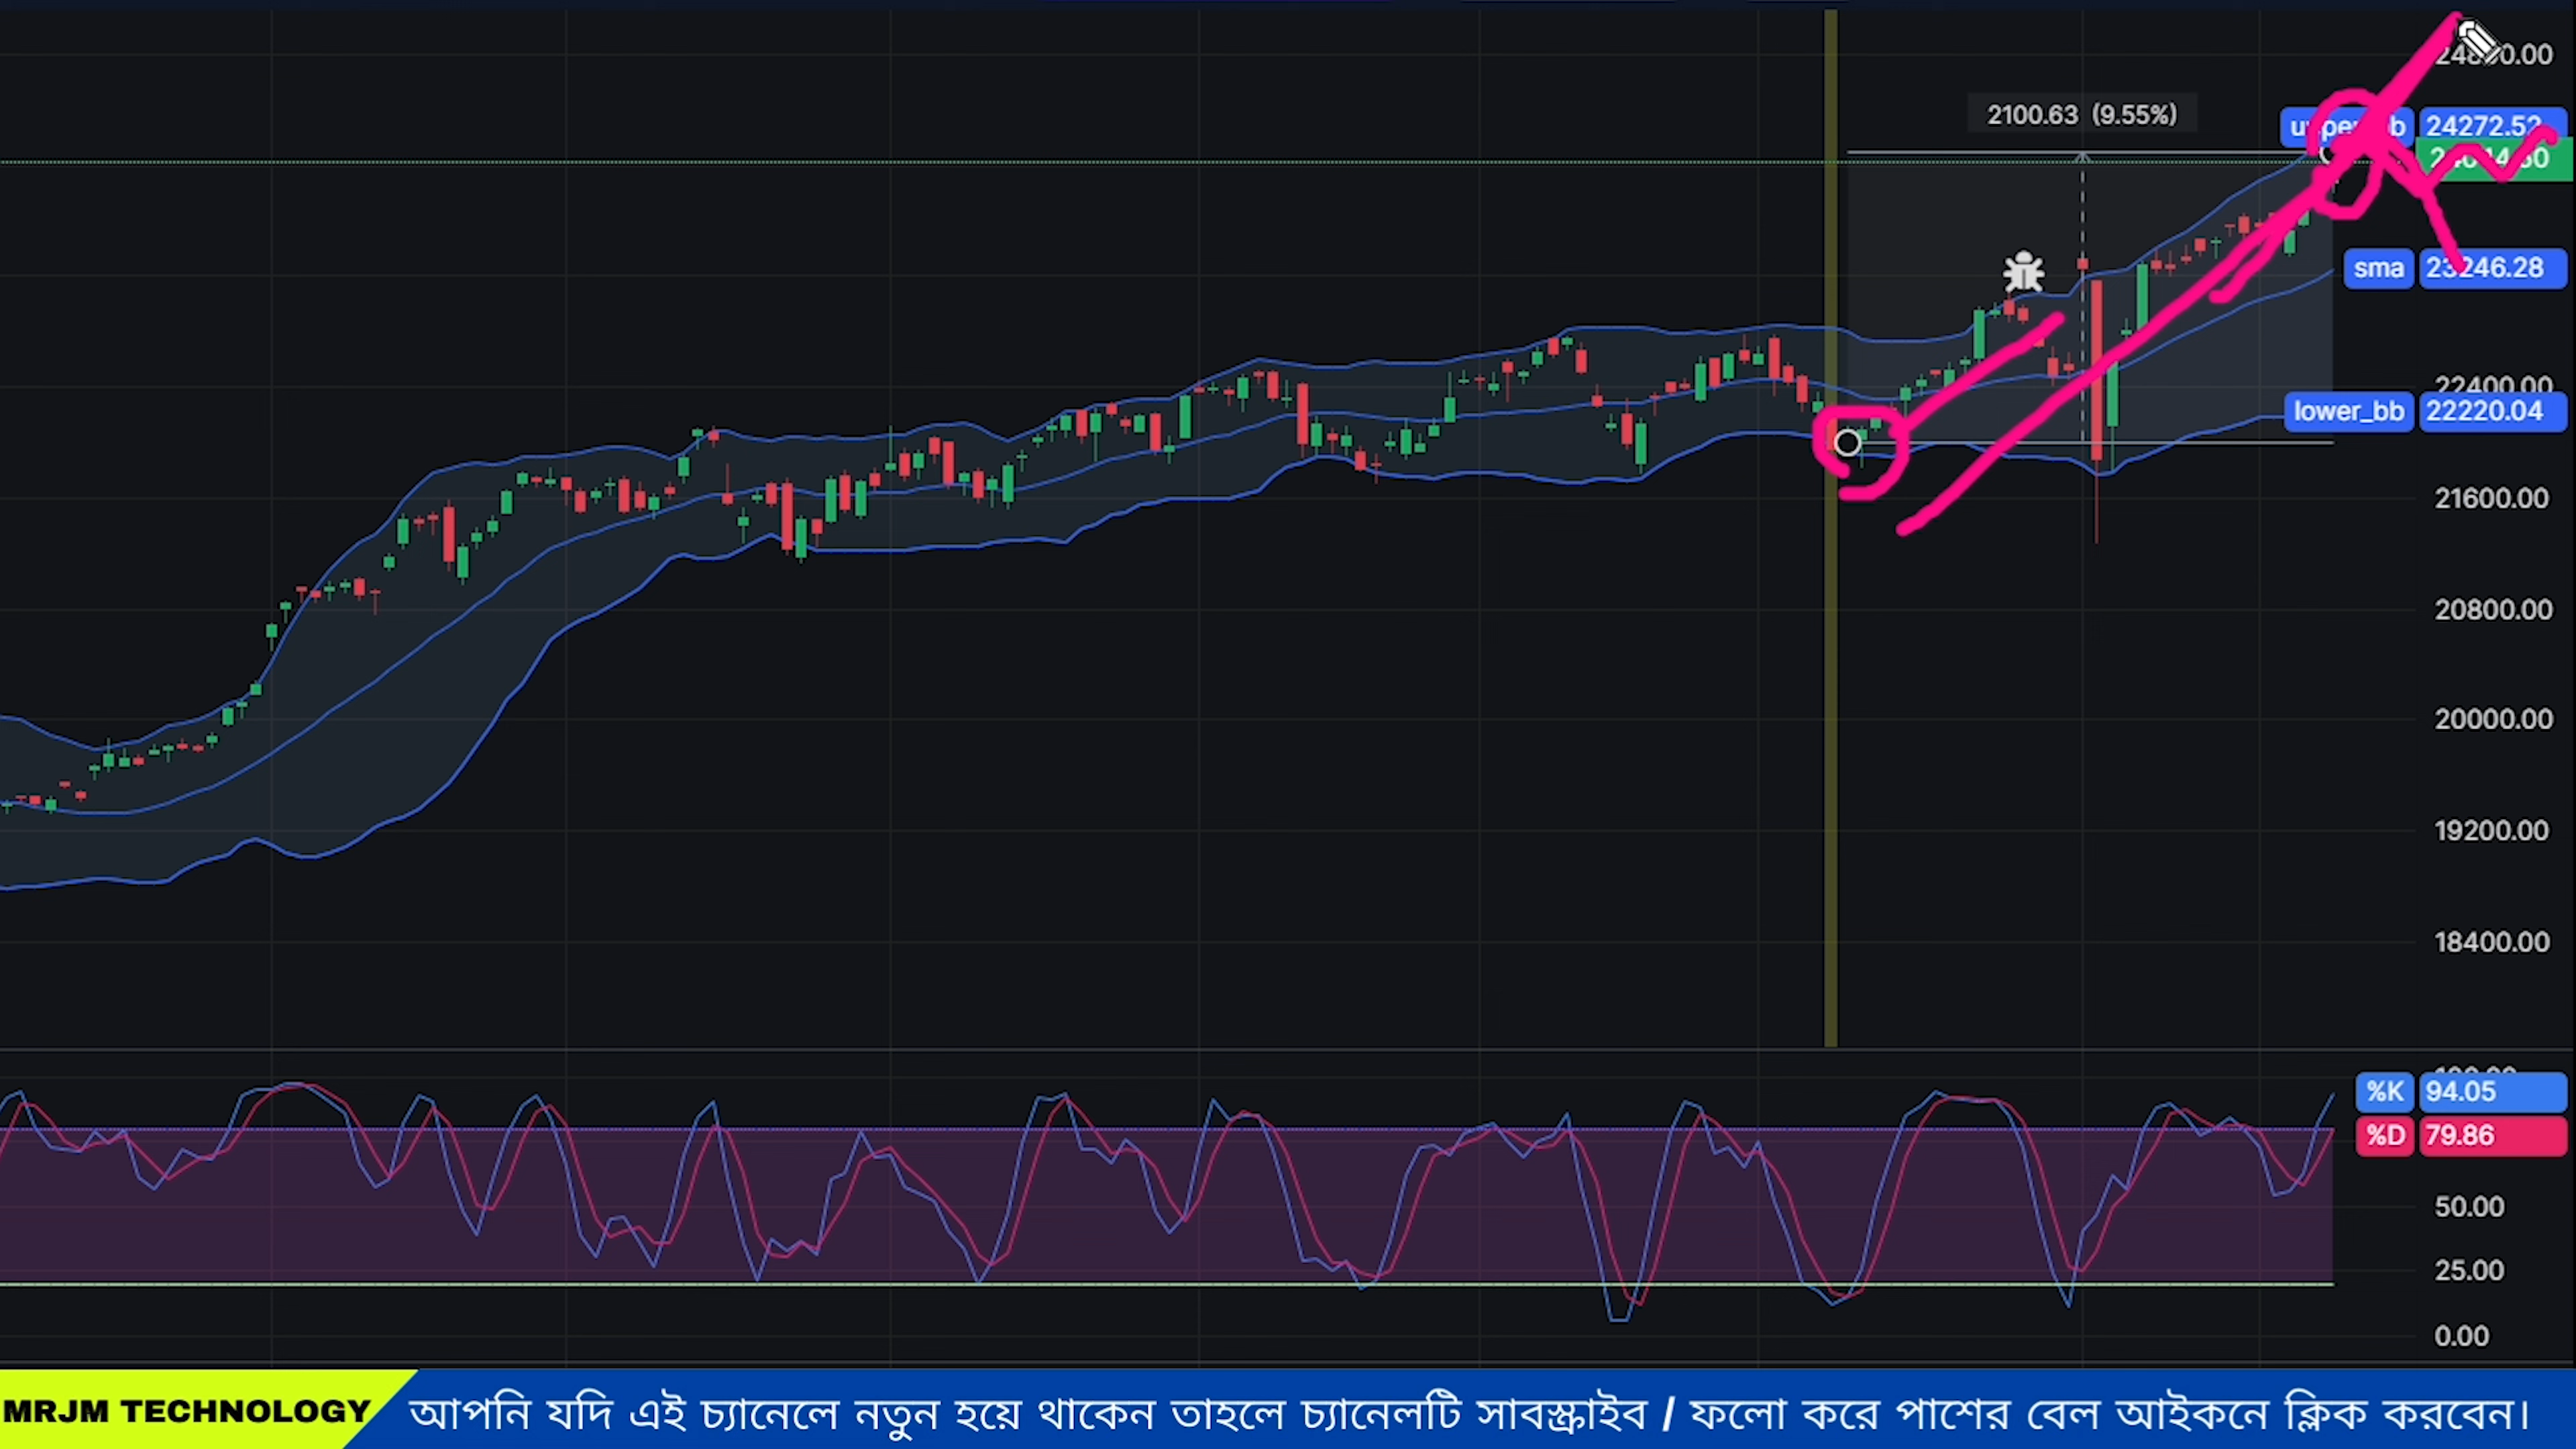 2100.63 (9.55%)
24272.52
sma 23246.28
22400.00
lower_bb 22220.04
21600.00
20800.00
20000.00
19200.00
18400.00
%K 94.05
%D 79.86
50.00
25.00
0.00
MRJM TECHNOLOGY আপনি যদি এই চ্যানেলে নতুন হয়ে থাকেন তাহলে চ্যানেলটি সাবস্ক্রাইব / ফলো করে পাশের বেল আইকনে ক্লিক করবেন।